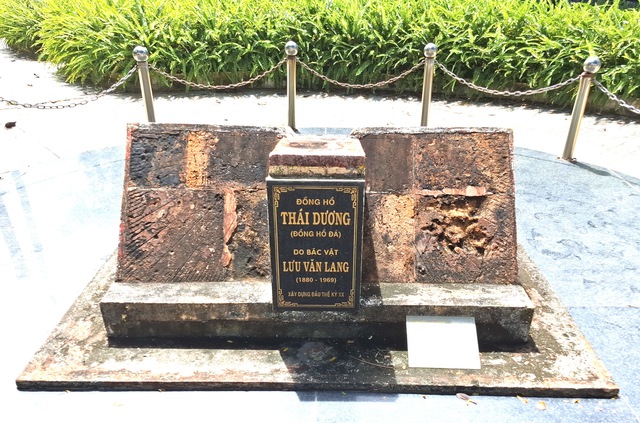 ĐỒNG HỒ
THÁI DƯƠNG
(ĐỒNG HỒ ĐÁ)
DO BÁC VẬT
LƯU VĂN LANG
(1880 - 1969)
XÂY DỰNG ĐẦU THẾ KỶ XX